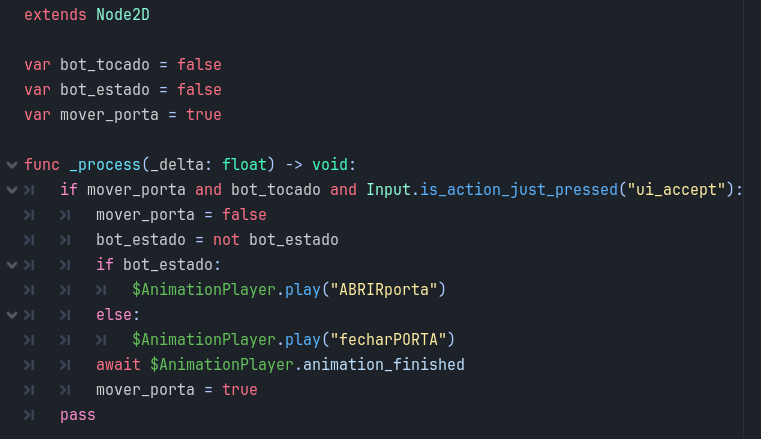 extends Node2D
var bot_tocado = false
var bot_estado = false
var mover_porta = true
func _process(_delta: float) -> void:
if mover_porta and bot_tocado and Input.is_action_just_pressed("ui_accept"):
mover_porta = false
bot_estado = not bot_estado
if bot_estado:
$AnimationPlayer.play("ABRIRporta")
else:
$AnimationPlayer.play("fecharPORTA")
await $AnimationPlayer.animation_finished
mover_porta = true
pass